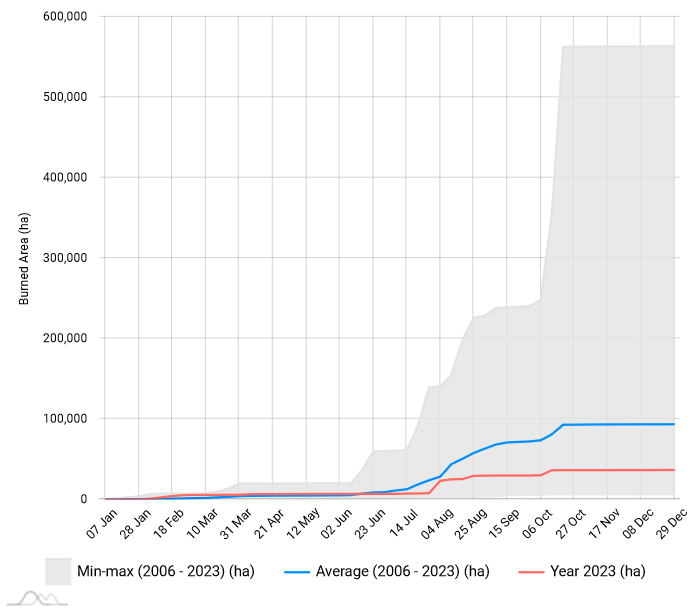 600,000
500,000
400,000
300,000
200,000
100,000
0
Burned Area (ha)
07 Jan
28 Jan
18 Feb
10 Mar
31 Mar
21 Apr
12 May
02 Jun
23 Jun
14 Jul
04 Aug
25 Aug
15 Sep
06 Oct
27 Oct
17 Nov
08 Dec
29 Dec
Min-max (2006 - 2023) (ha) Average (2006 - 2023) (ha) Year 2023 (ha)